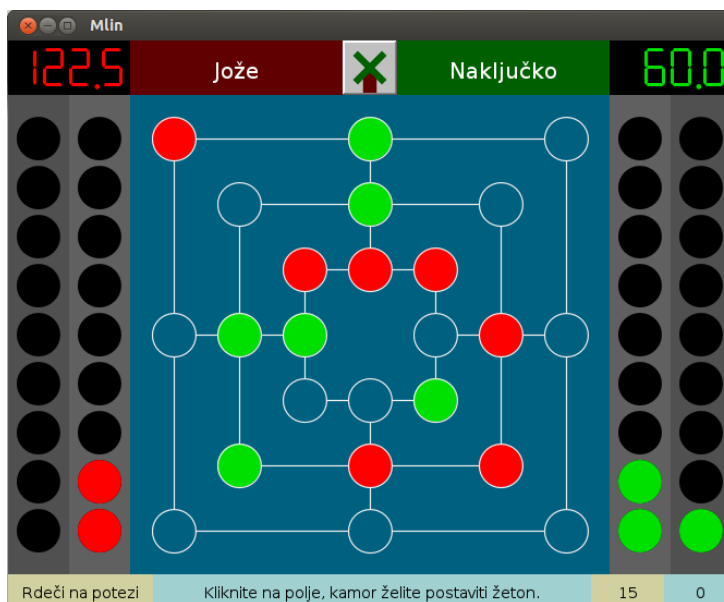 Mlin
122.5 Jože Naključko 60.0
Rdeči na potezi Kliknite na polje, kamor želite postaviti žeton. 15 0